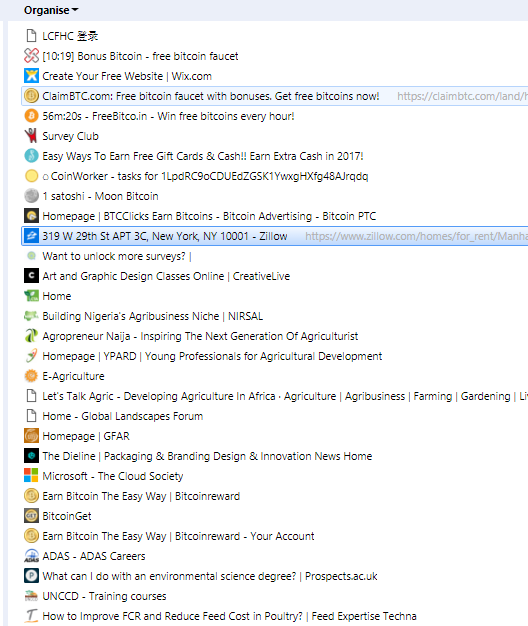 Organise
LCFHC 登录
[10:19] Bonus Bitcoin - free bitcoin faucet
Create Your Free Website | Wix.com
ClaimBTC.com: Free bitcoin faucet with bonuses. Get free bitcoins now! https://claimbtc.com/land/h
56m:20s - FreeBitco.in - Win free bitcoins every hour!
Survey Club
Easy Ways To Earn Free Gift Cards & Cash!! Earn Extra Cash in 2017!
○ CoinWorker - tasks for 1LpdRC9oCDUEdZGSK1YwxgHXfg48AJrqdq
1 satoshi - Moon Bitcoin
Homepage | BTCClicks Earn Bitcoins - Bitcoin Advertising - Bitcoin PTC
319 W 29th St APT 3C, New York, NY 10001 - Zillow https://www.zillow.com/homes/for_rent/Manha
Want to unlock more surveys? |
Art and Graphic Design Classes Online | CreativeLive
Home
Building Nigeria's Agribusiness Niche | NIRSAL
Agropreneur Naija - Inspiring The Next Generation Of Agriculturist
Homepage | YPARD | Young Professionals for Agricultural Development
E-Agriculture
Let's Talk Agric - Developing Agriculture In Africa · Agriculture | Agribusiness | Farming | Gardening | Li
Home - Global Landscapes Forum
Homepage | GFAR
The Dieline | Packaging & Branding Design & Innovation News Home
Microsoft - The Cloud Society
Earn Bitcoin The Easy Way | Bitcoinreward
BitcoinGet
Earn Bitcoin The Easy Way | Bitcoinreward - Your Account
ADAS - ADAS Careers
What can I do with an environmental science degree? | Prospects.ac.uk
UNCCD - Training courses
How to Improve FCR and Reduce Feed Cost in Poultry? | Feed Expertise Techna